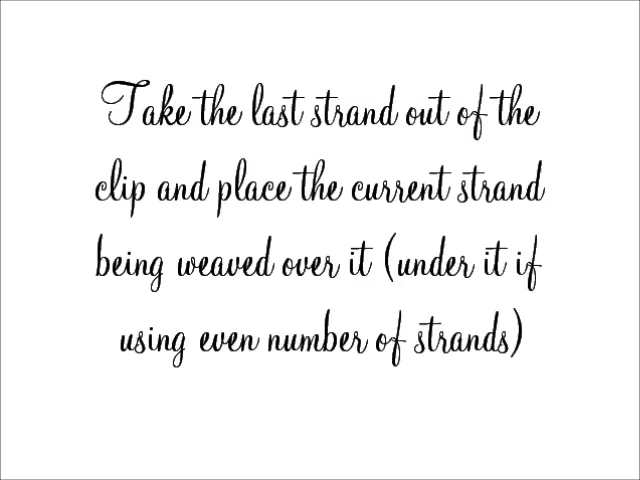 Take the last strand out of the
clip and place the current strand
being weaved over it (under it if
using even number of strands)